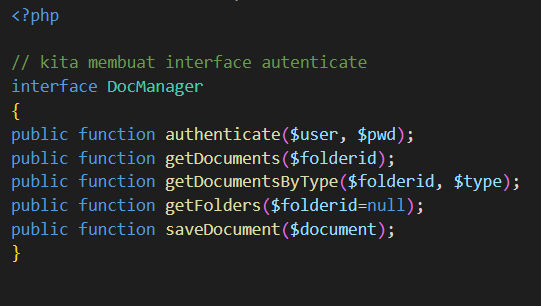 <?php
// kita membuat interface autenticate
interface DocManager
{
public function authenticate($user, $pwd);
public function getDocuments($folderid);
public function getDocumentsByType($folderid, $type);
public function getFolders($folderid=null);
public function saveDocument($document);
}